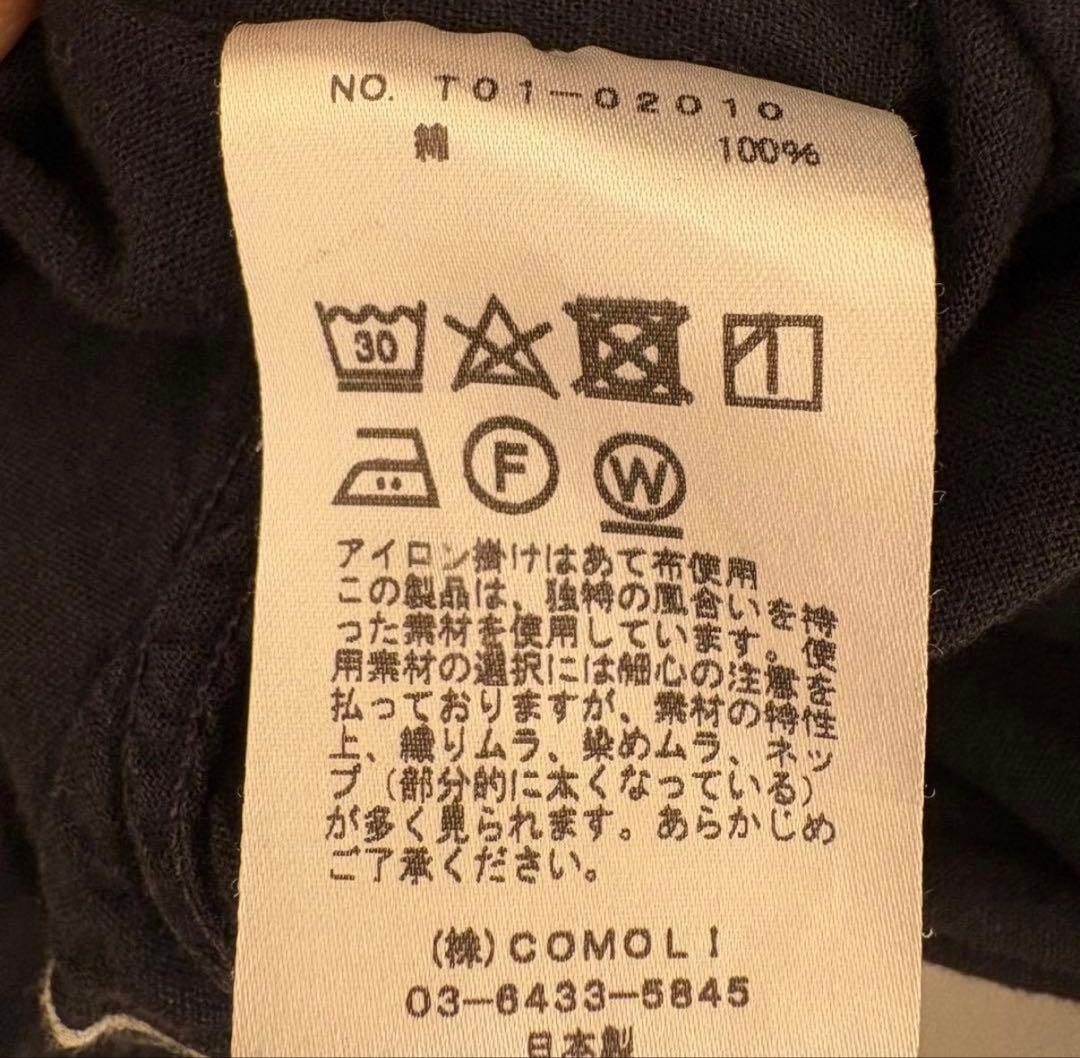 NO. T01-02010
綿 100%
30
F
W
アイロン掛けはあて布使用
この製品は、独特の風合いを持
った素材を使用しています。使
用素材の選択には細心の注意を
払っておりますが、素材の特性
上、織りムラ、染めムラ、ネッ
プ（部分的に太くなっている）
が多く見られます。あらかじめ
ご了承ください。
(株)COMOLI
03-6433-5845
日本製